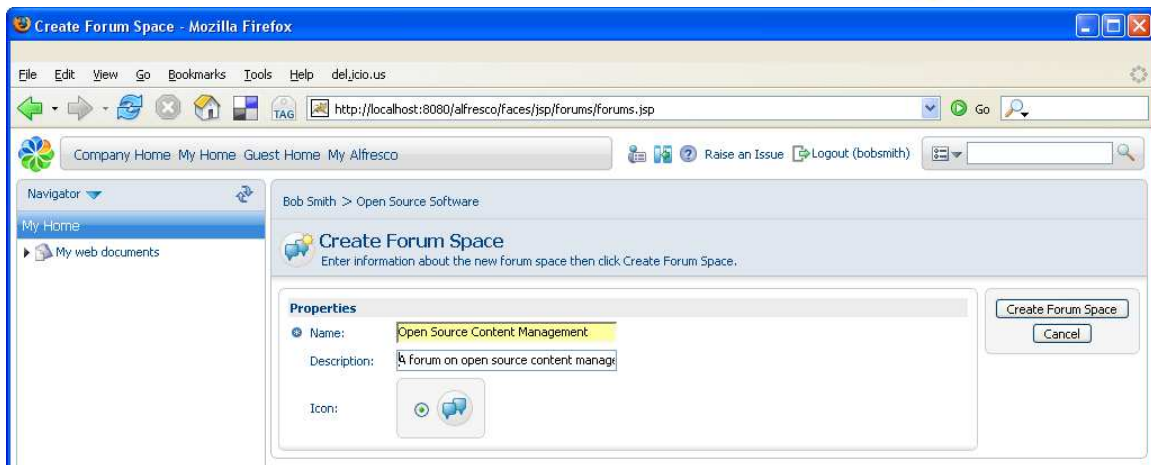 Create Forum Space - Mozilla Firefox
File Edit View Go Bookmarks Tools Help del.icio.us
TAG http://localhost:8080/alfresco/faces/jsp/forums/forums.jsp Go
Company Home My Home Guest Home My Alfresco Raise an Issue Logout (bobsmith)
Navigator
Bob Smith > Open Source Software
My Home
My web documents
Create Forum Space
Enter information about the new forum space then click Create Forum Space.
Properties
Create Forum Space
Name: Open Source Content Management
Cancel
Description: A forum on open source content manage
Icon: